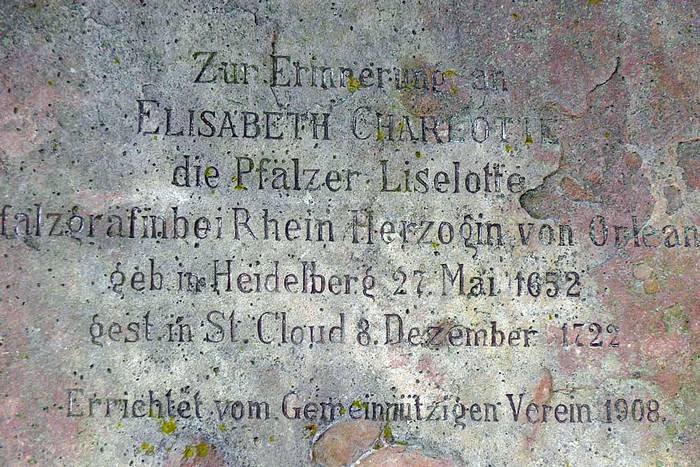 Zur Erinnerung an
ELISABETH CHARLOTTE
die Pfälzer Liselotte
falzgräfin bei Rhein Herzogin von Orlean
geb. in Heidelberg 27. Mai 1652
gest. in St. Cloud 8. Dezember 1722
Errichtet vom Gemeinnützigen Verein 1908.